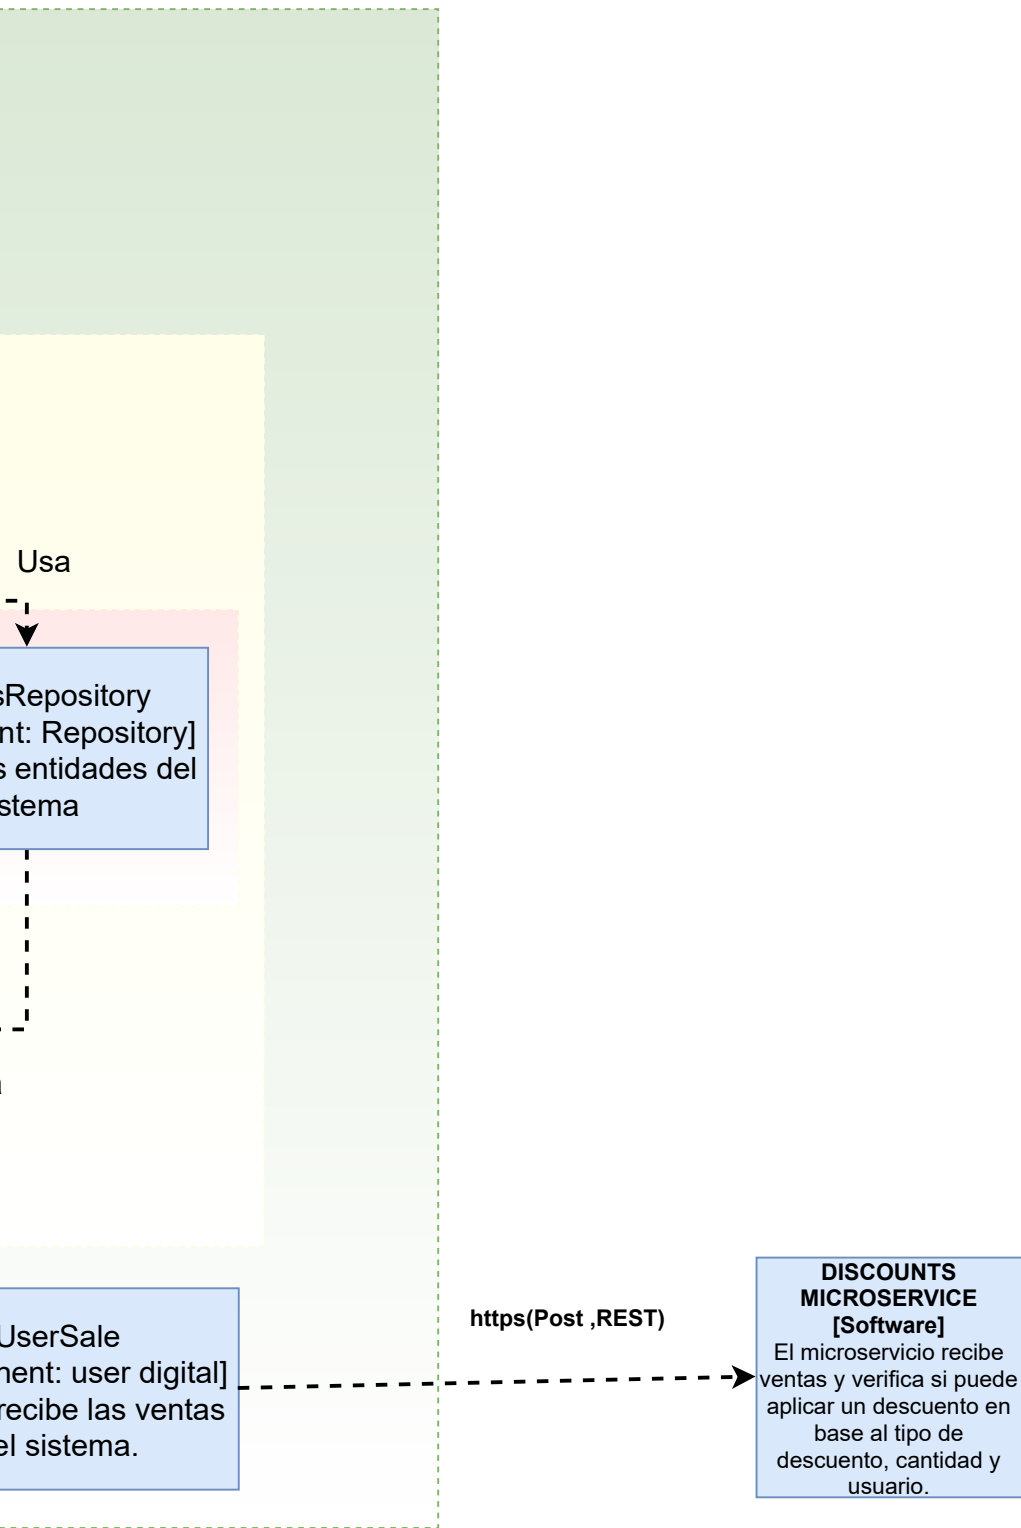 Usa
sRepository
nt: Repository]
s entidades del
stema
UserSale
nent: user digital]
recibe las ventas
el sistema.
https(Post ,REST)
DISCOUNTS
MICROSERVICE
[Software]
El microservicio recibe
ventas y verifica si puede
aplicar un descuento en
base al tipo de
descuento, cantidad y
usuario.